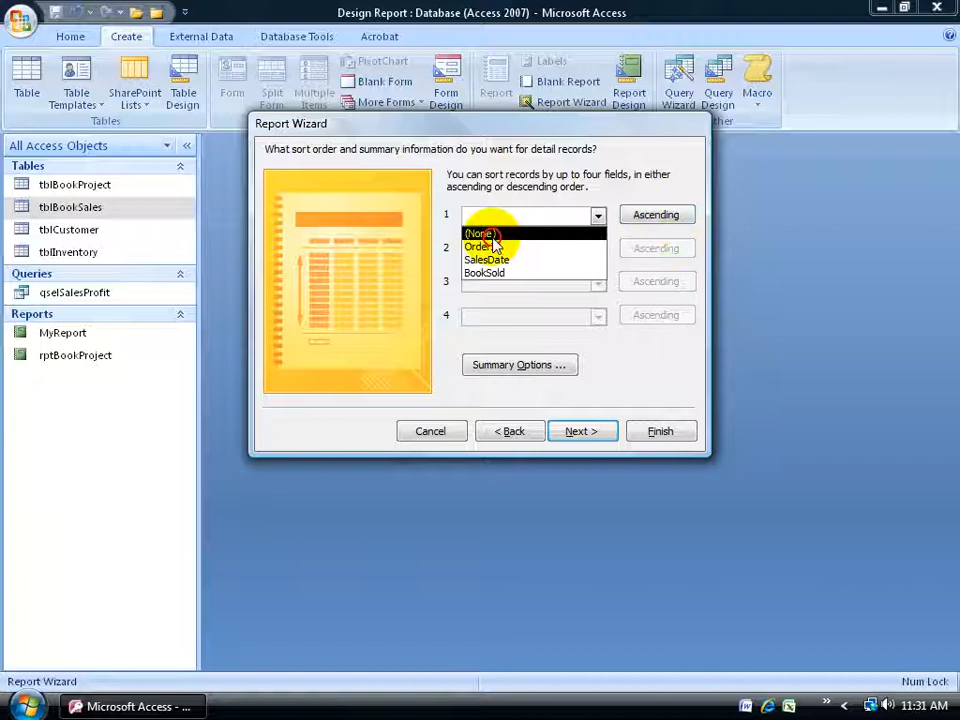 Design Report : Database (Access 2007) - Microsoft Access
Home Create External Data Database Tools Acrobat
Table
Table Templates
SharePoint Lists
Table Design
Tables
Form
Split
Multiple Items
PivotChart
Blank Form
More Forms
Form Design
Report
Labels
Blank Report
Report Wizard
Report Design
Query Wizard
Query Design
Macro
All Access Objects
Tables
tblBookProject
tblBookSales
tblCustomer
tblInventory
Queries
qselSalesProfit
Reports
MyReport
rptBookProject
Report Wizard
What sort order and summary information do you want for detail records?
You can sort records by up to four fields, in either
ascending or descending order.
1 Ascending
(None)
2 Ascending
SalesDate
BookSold
3 Ascending
4 Ascending
Summary Options ...
Cancel < Back Next > Finish
Report Wizard
Num Lock
Microsoft Access - ...
11:31 AM